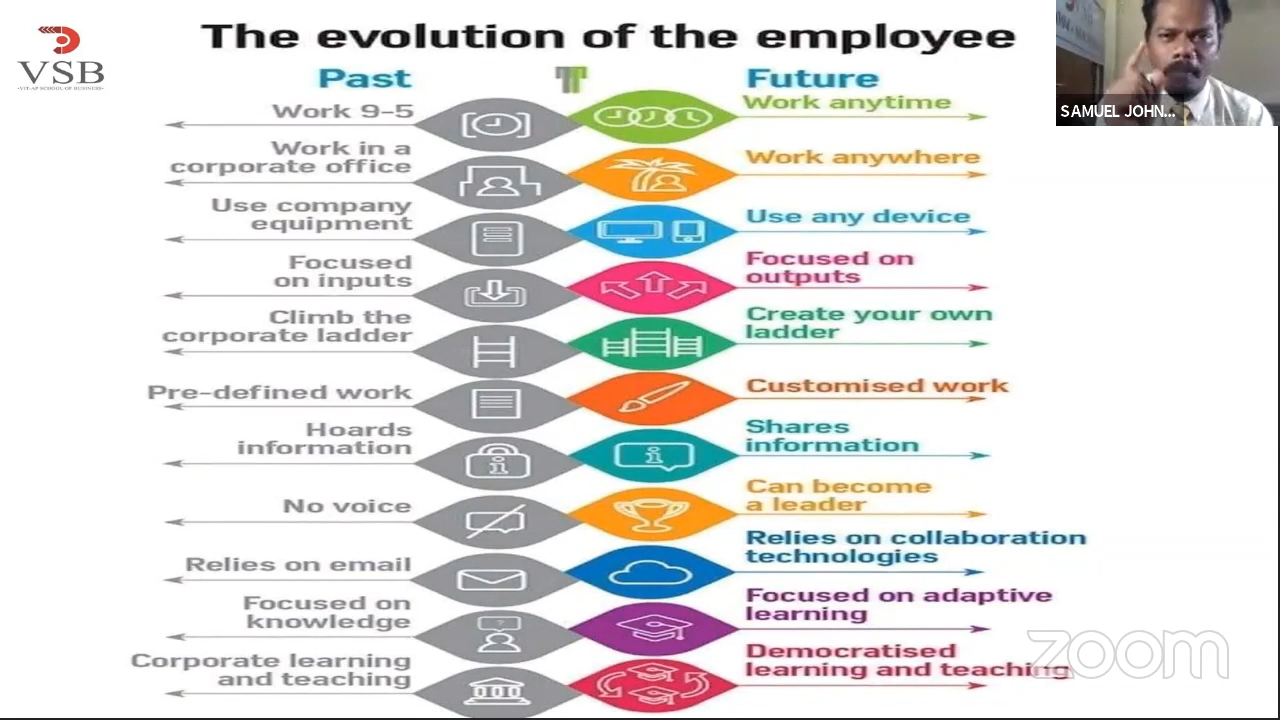 VSB
-VIT-AP SCHOOL OF BUSINESS-
The evolution of the employee
SAMUEL JOHN...
Past
Future
Work 9-5
Work anytime
Work in a
corporate office
Work anywhere
Use company
equipment
Use any device
Focused
on inputs
Focused on
outputs
Climb the
corporate ladder
Create your own
ladder
Pre-defined work
Customised work
Hoards
information
Shares
information
No voice
Can become
a leader
Relies on email
Relies on collaboration
technologies
Focused on
knowledge
Focused on adaptive
learning
Corporate learning
and teaching
Democratised
learning and teaching
zoom